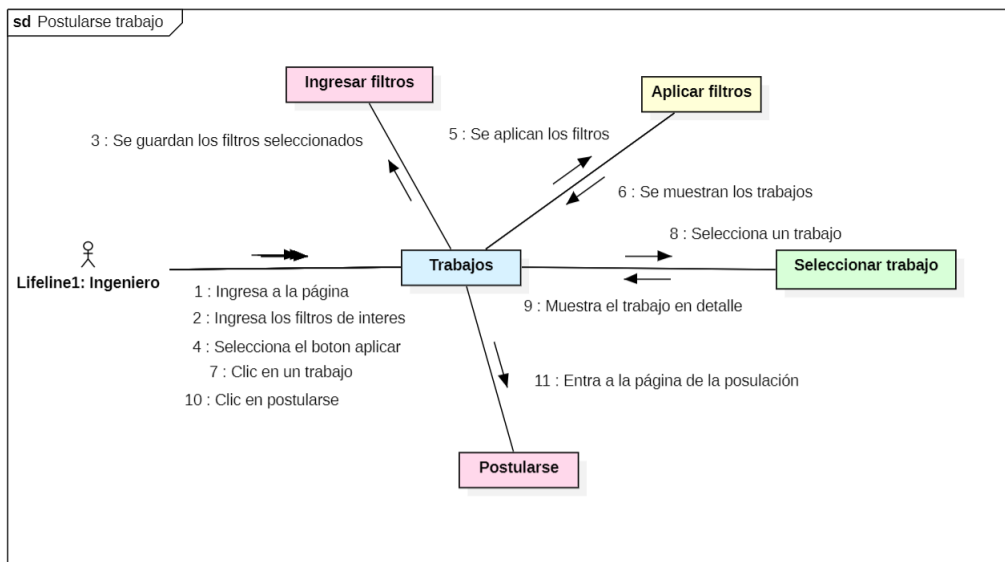 sd Postularse trabajo
Ingresar filtros
Aplicar filtros
3 : Se guardan los filtros seleccionados
5 : Se aplican los filtros
6 : Se muestran los trabajos
8 : Selecciona un trabajo
Lifeline1: Ingeniero
Trabajos
Seleccionar trabajo
1 : Ingresa a la página
2 : Ingresa los filtros de interes
4 : Selecciona el boton aplicar
7 : Clic en un trabajo
10 : Clic en postularse
9 : Muestra el trabajo en detalle
11 : Entra a la página de la posulación
Postularse